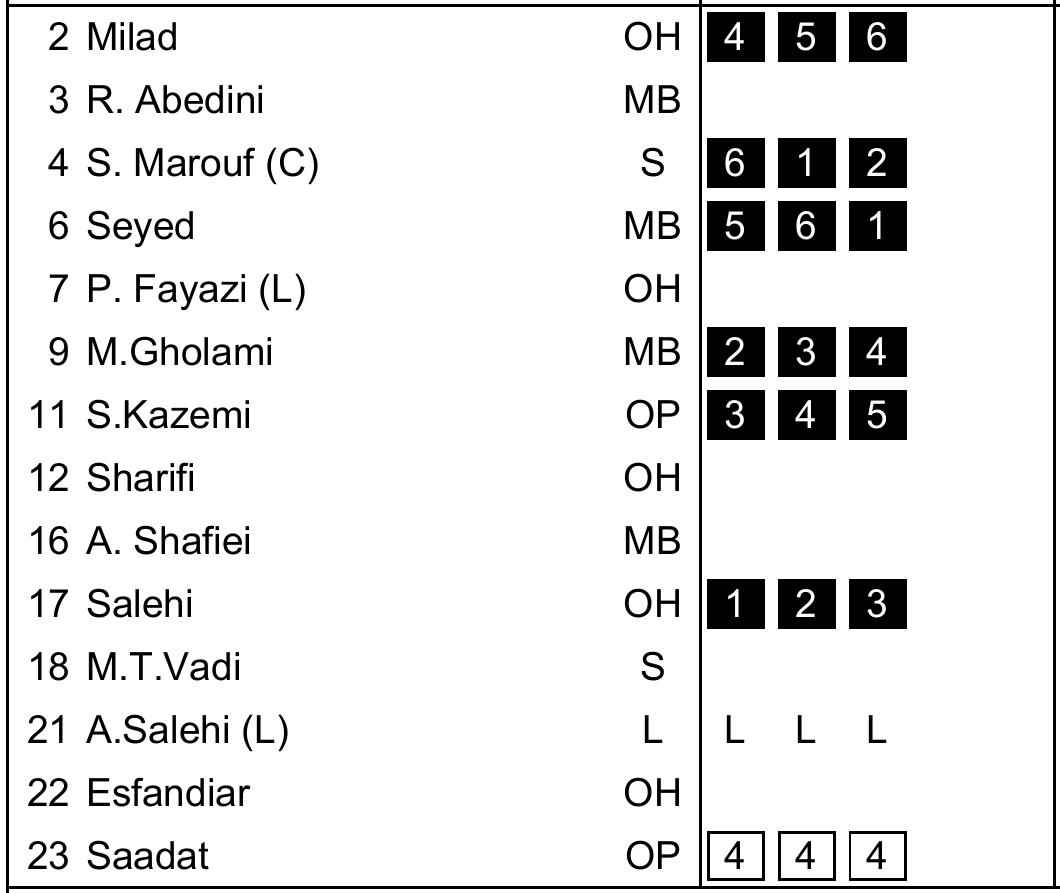 2 Milad OH 4 5 6
3 R. Abedini MB
4 S. Marouf (C) S 6 1 2
6 Seyed MB 5 6 1
7 P. Fayazi (L) OH
9 M.Gholami MB 2 3 4
11 S.Kazemi OP 3 4 5
12 Sharifi OH
16 A. Shafiei MB
17 Salehi OH 1 2 3
18 M.T.Vadi S
21 A.Salehi (L) L L L L
22 Esfandiar OH
23 Saadat OP 4 4 4